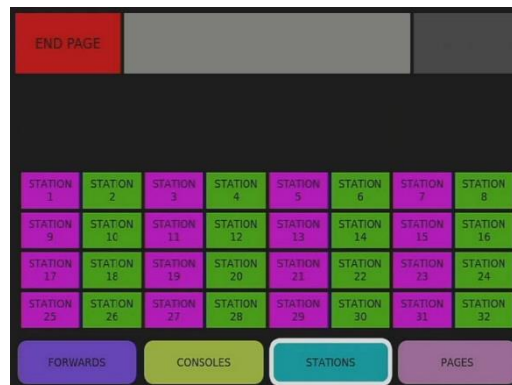 END PAGE
STATION 1
STATION 2
STATION 3
STATION 4
STATION 5
STATION 6
STATION 7
STATION 8
STATION 9
STATION 10
STATION 11
STATION 12
STATION 13
STATION 14
STATION 15
STATION 16
STATION 17
STATION 18
STATION 19
STATION 20
STATION 21
STATION 22
STATION 23
STATION 24
STATION 25
STATION 26
STATION 27
STATION 28
STATION 29
STATION 30
STATION 31
STATION 32
FORWARDS
CONSOLES
STATIONS
PAGES